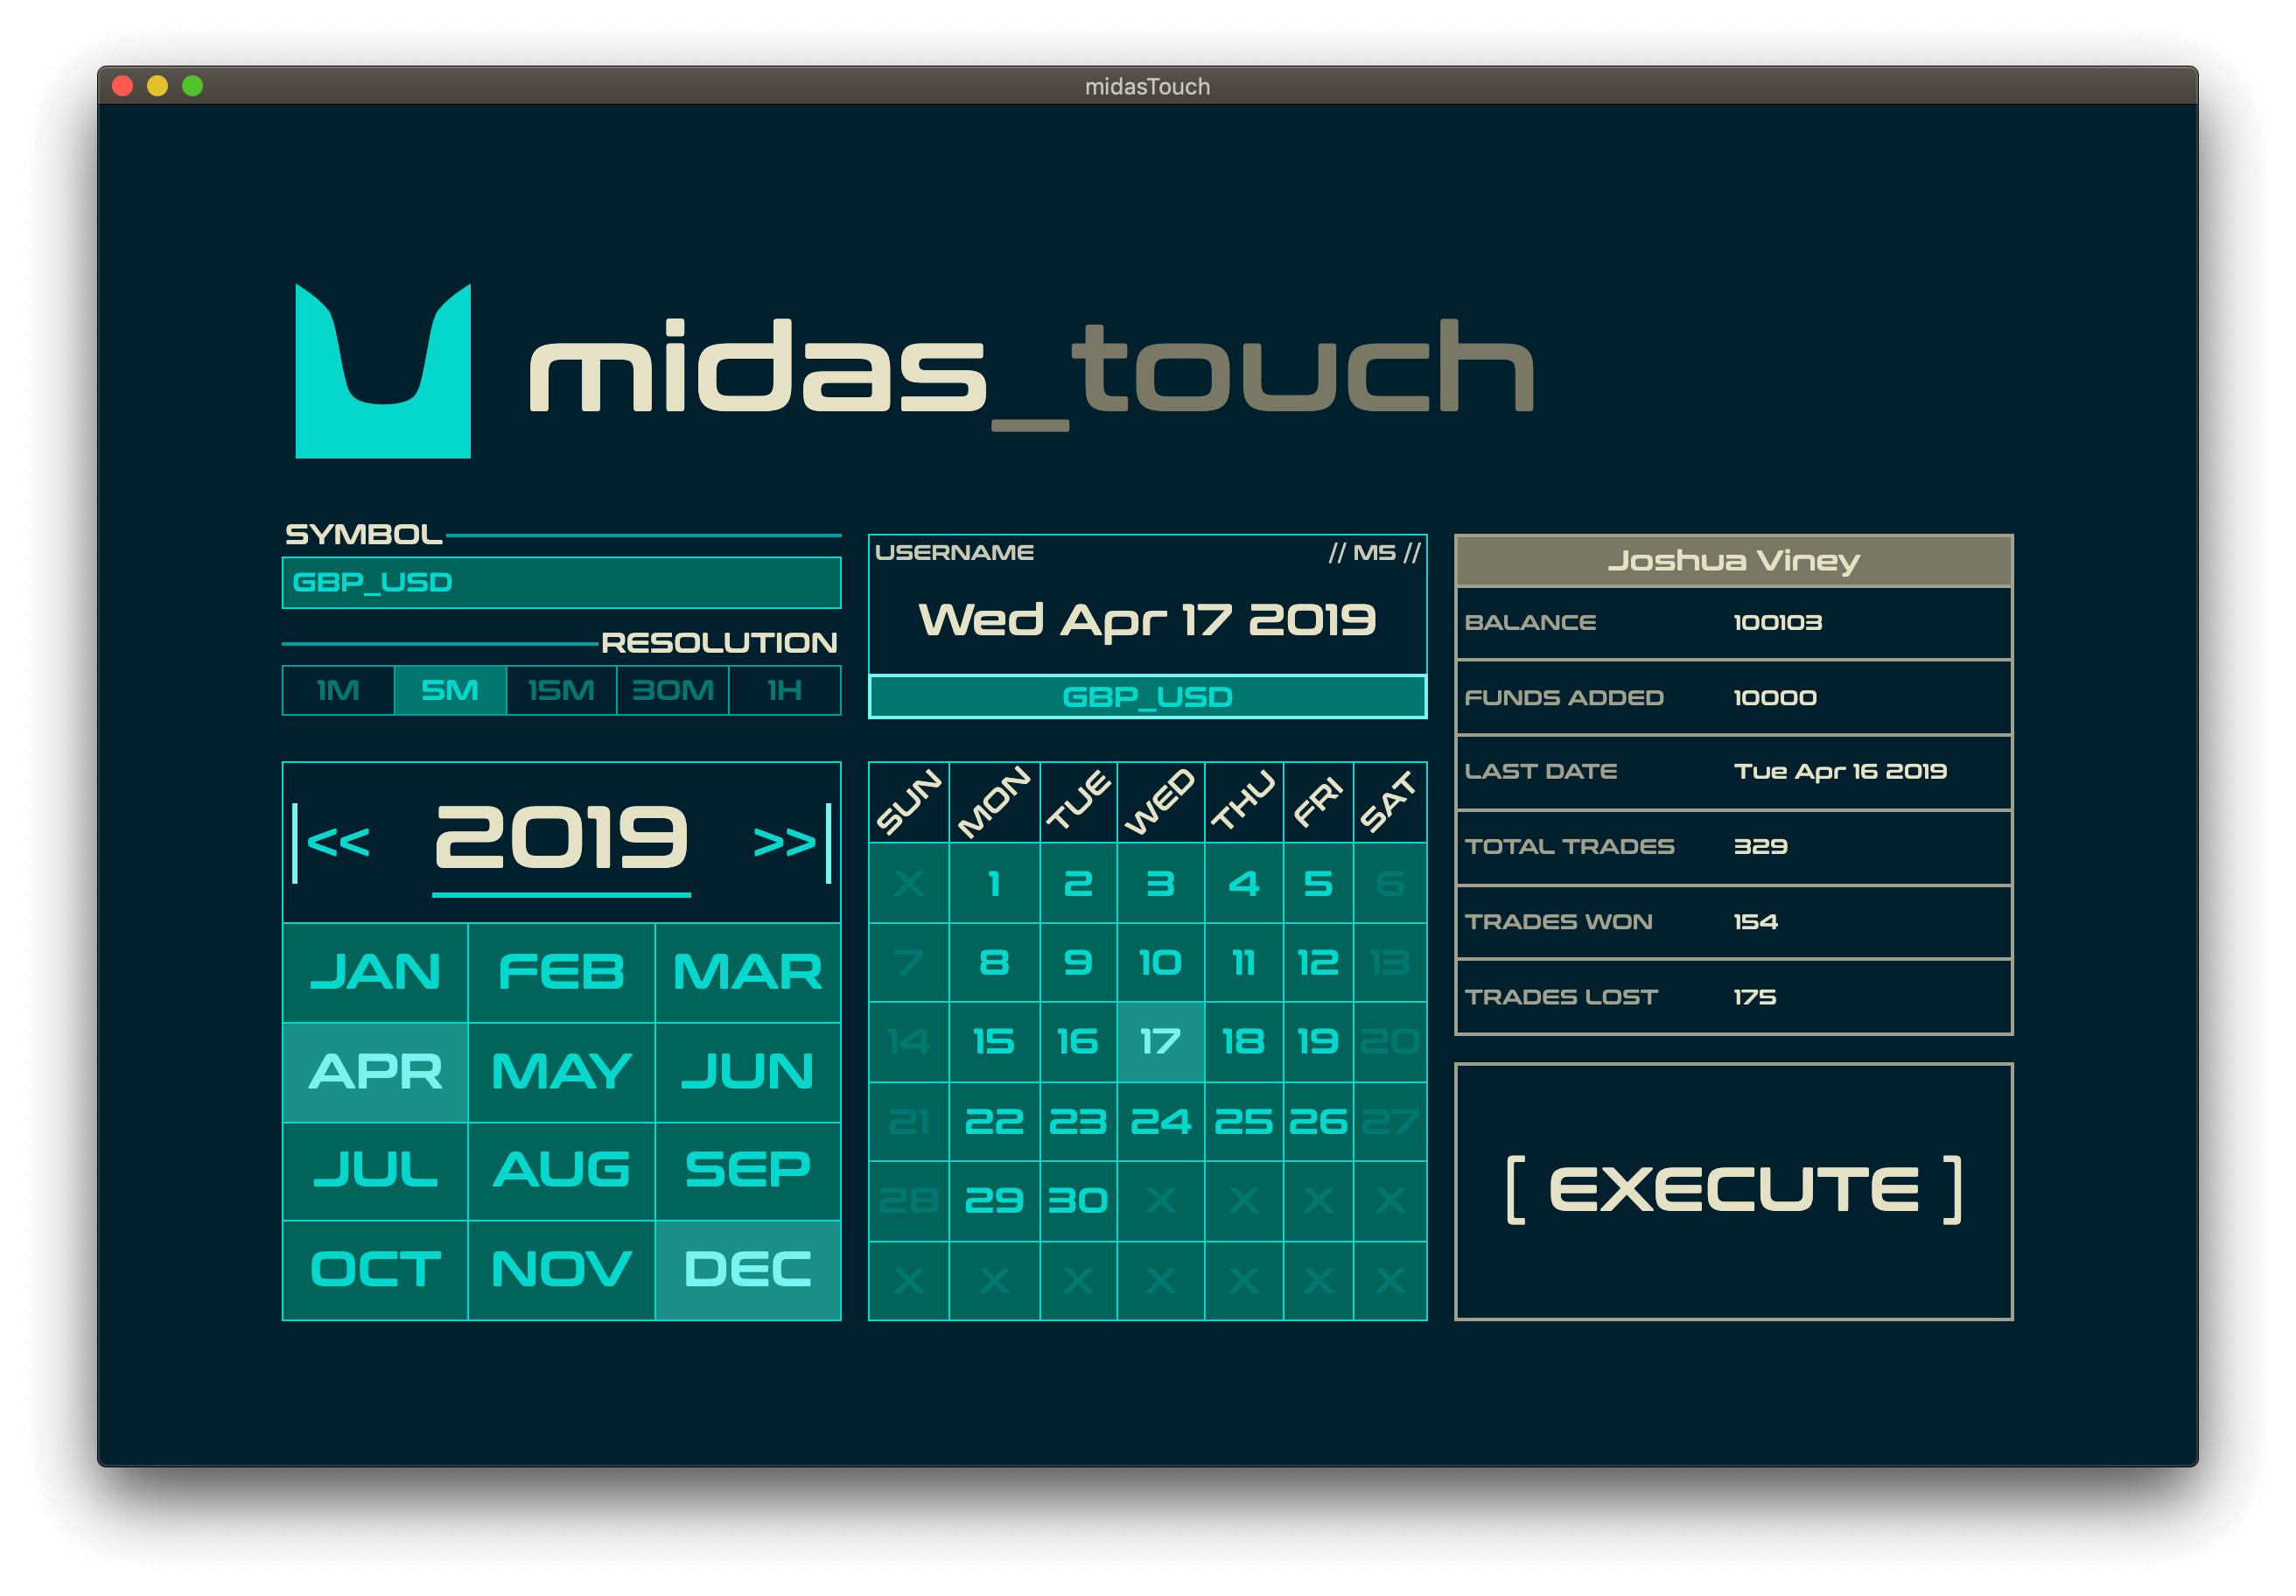 midasTouch
midas_touch
SYMBOL
GBP_USD
RESOLUTION
1M 5M 15M 30M 1H
<< 2019 >>
JAN FEB MAR
APR MAY JUN
JUL AUG SEP
OCT NOV DEC
USERNAME // M5 //
Wed Apr 17 2019
GBP_USD
SUN MON TUE WED THU FRI SAT
X 1 2 3 4 5 6
7 8 9 10 11 12 13
14 15 16 17 18 19 20
21 22 23 24 25 26 27
28 29 30 X X X X
X X X X X X X
Joshua Viney
BALANCE 100103
FUNDS ADDED 10000
LAST DATE Tue Apr 16 2019
TOTAL TRADES 329
TRADES WON 154
TRADES LOST 175
[ EXECUTE ]